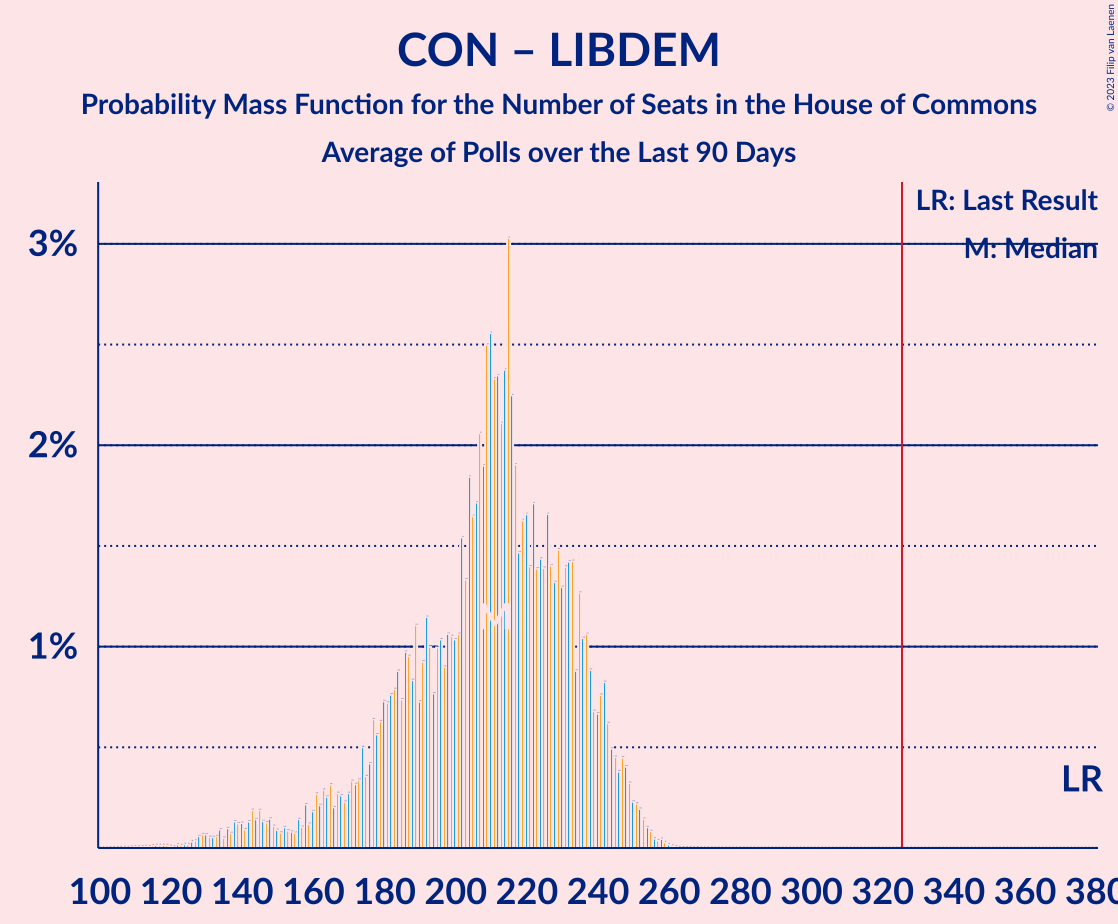 CON – LIBDEM
Probability Mass Function for the Number of Seats in the House of Commons
Average of Polls over the Last 90 Days
© 2023 Filip van Laenen
LR: Last Result
M: Median
3%
2%
1%
M
LR
100 120 140 160 180 200 220 240 260 280 300 320 340 360 380